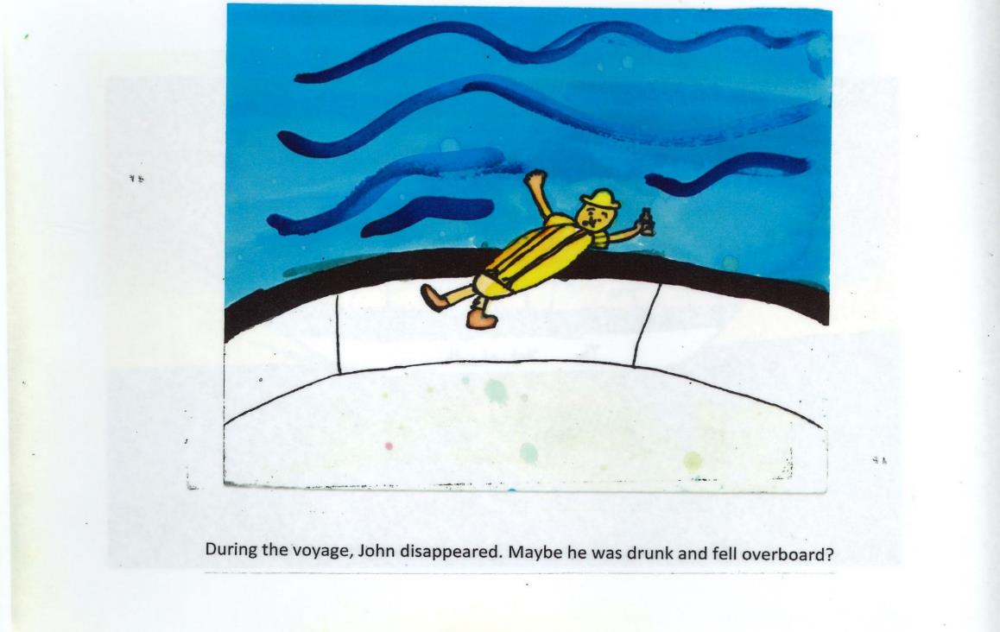 During the voyage, John disappeared. Maybe he was drunk and fell overboard?